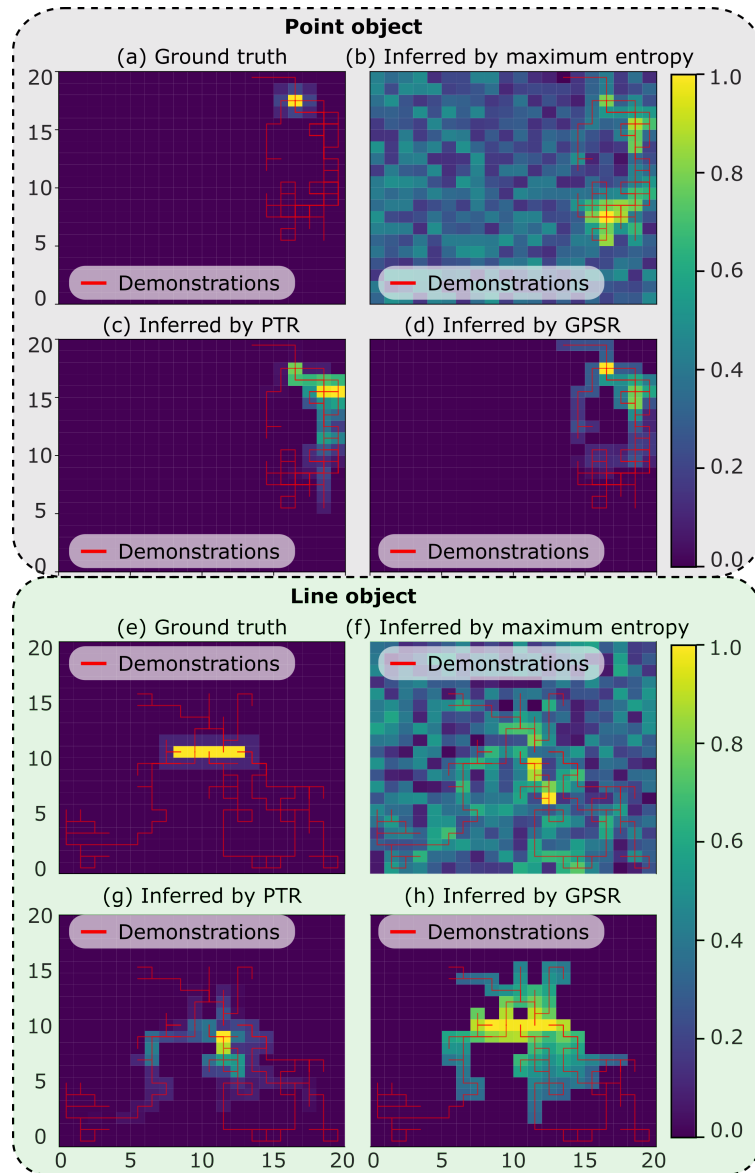 Point object
(a) Ground truth
(b) Inferred by maximum entropy
20
15
10
5
0
Demonstrations
Demonstrations
1.0
0.8
0.6
0.4
0.2
0.0
(c) Inferred by PTR
(d) Inferred by GPSR
20
15
10
5
0
Demonstrations
Demonstrations
Line object
(e) Ground truth
(f) Inferred by maximum entropy
20
15
10
5
0
Demonstrations
Demonstrations
1.0
0.8
0.6
0.4
0.2
0.0
(g) Inferred by PTR
(h) Inferred by GPSR
20
15
10
5
0
Demonstrations
Demonstrations
0 5 10 15 20
0 5 10 15 20